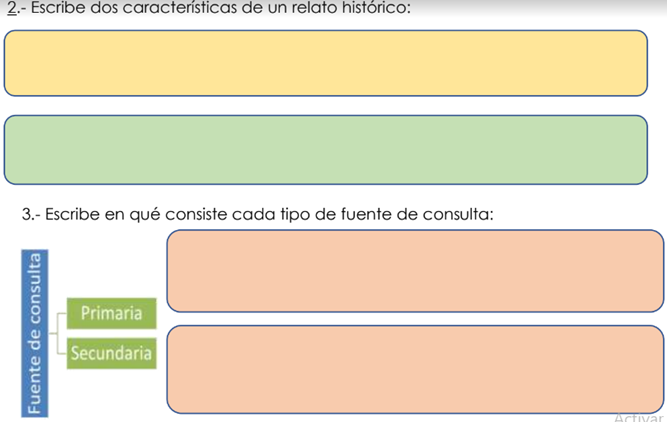 2.- Escribe dos características de un relato histórico:
3.- Escribe en qué consiste cada tipo de fuente de consulta:
Fuente de consulta
Primaria
Secundaria
Activar